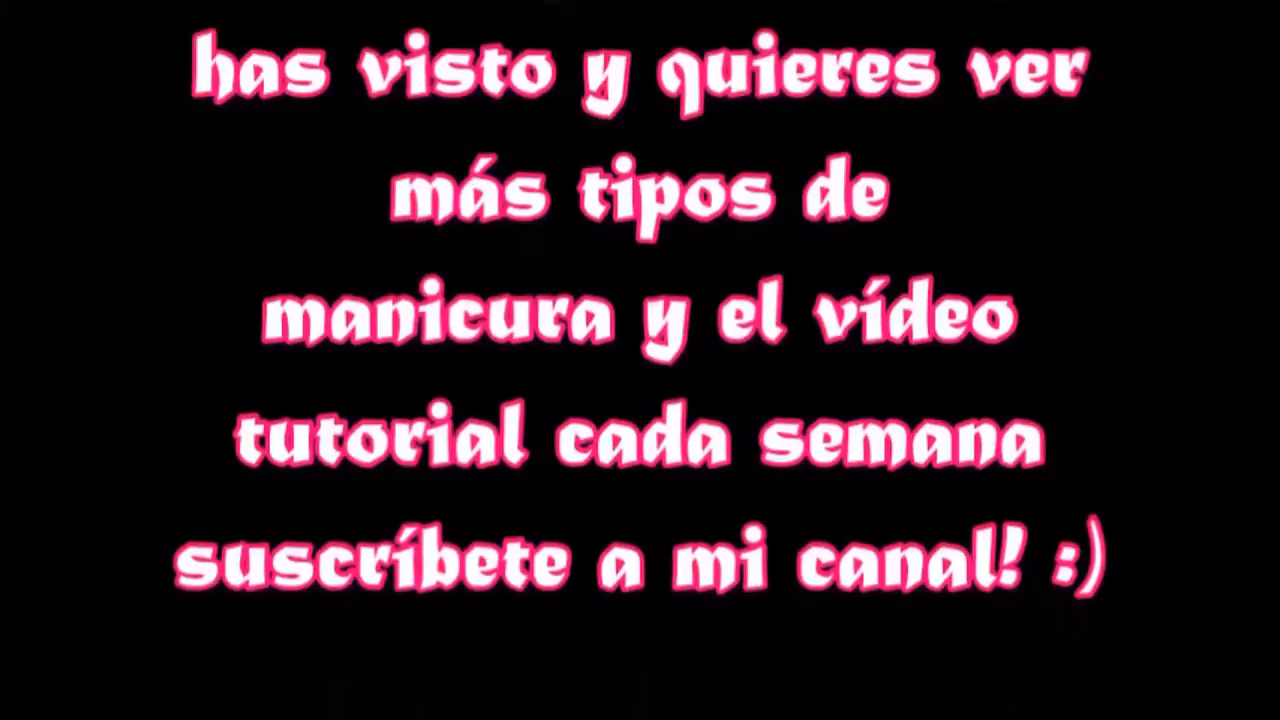 has visto y quieres ver
más tipos de
manicura y el vídeo
tutorial cada semana
suscríbete a mi canal! :)